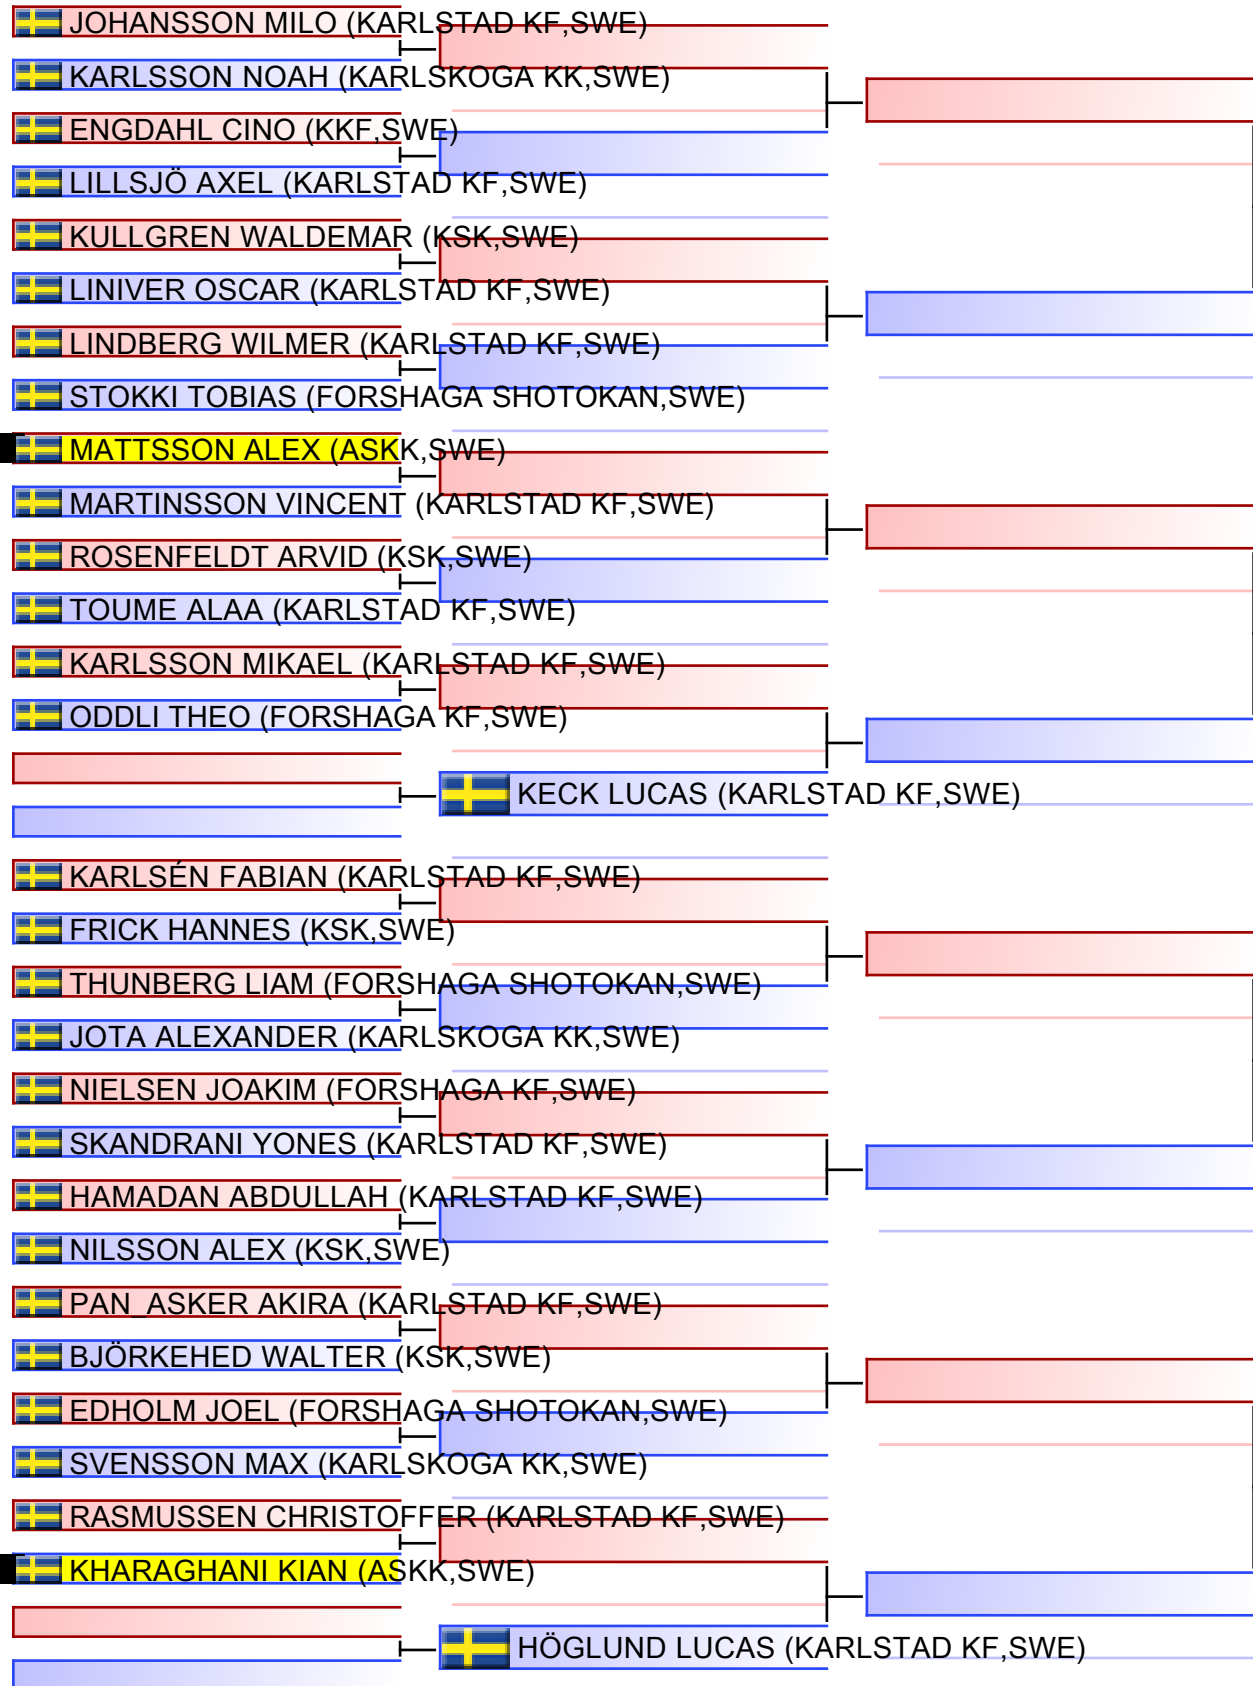 JOHANSSON MILO (KARLSTAD KF,SWE)
KARLSSON NOAH (KARLSKOGA KK,SWE)
ENGDAHL CINO (KKF,SWE)
LILLSJÖ AXEL (KARLSTAD KF,SWE)
KULLGREN WALDEMAR (KSK,SWE)
LINIVER OSCAR (KARLSTAD KF,SWE)
LINDBERG WILMER (KARLSTAD KF,SWE)
STOKKI TOBIAS (FORSHAGA SHOTOKAN,SWE)
MATTSSON ALEX (ASKK,SWE)
MARTINSSON VINCENT (KARLSTAD KF,SWE)
ROSENFELDT ARVID (KSK,SWE)
TOUME ALAA (KARLSTAD KF,SWE)
KARLSSON MIKAEL (KARLSTAD KF,SWE)
ODDLI THEO (FORSHAGA KF,SWE)
KECK LUCAS (KARLSTAD KF,SWE)
KARLSÉN FABIAN (KARLSTAD KF,SWE)
FRICK HANNES (KSK,SWE)
THUNBERG LIAM (FORSHAGA SHOTOKAN,SWE)
JOTA ALEXANDER (KARLSKOGA KK,SWE)
NIELSEN JOAKIM (FORSHAGA KF,SWE)
SKANDRANI YONES (KARLSTAD KF,SWE)
HAMADAN ABDULLAH (KARLSTAD KF,SWE)
NILSSON ALEX (KSK,SWE)
PAN_ASKER AKIRA (KARLSTAD KF,SWE)
BJÖRKEHED WALTER (KSK,SWE)
EDHOLM JOEL (FORSHAGA SHOTOKAN,SWE)
SVENSSON MAX (KARLSKOGA KK,SWE)
RASMUSSEN CHRISTOFFER (KARLSTAD KF,SWE)
KHARAGHANI KIAN (ASKK,SWE)
HÖGLUND LUCAS (KARLSTAD KF,SWE)